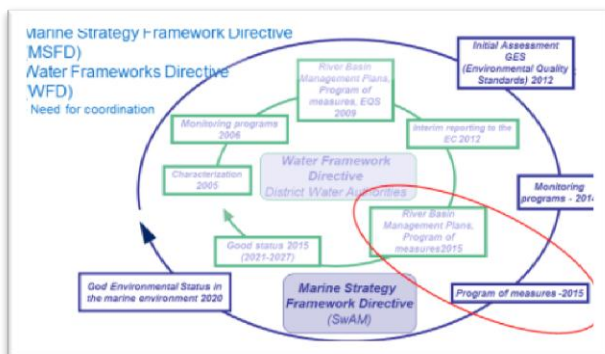 Marine Strategy Framework Directive
(MSFD)
Water Frameworks Directive
(WFD)
Need for coordination
Initial Assessment
GES
(Environmental Quality
Standards) 2012
River Basin
Management Plans,
Program of
measures, EQS
2009
Monitoring programs
2006
Interim reporting to the
EC 2012
Characterization
2005
Water Framework
Directive
District Water Authorities
Monitoring
programs - 201
River Basin
Management Plans,
Program of
measures2015
Good status 2015
(2021-2027)
God Environmental Status in
the marine environment 2020
Marine Strategy
Framework Directive
(SwAM)
Program of measures -2015